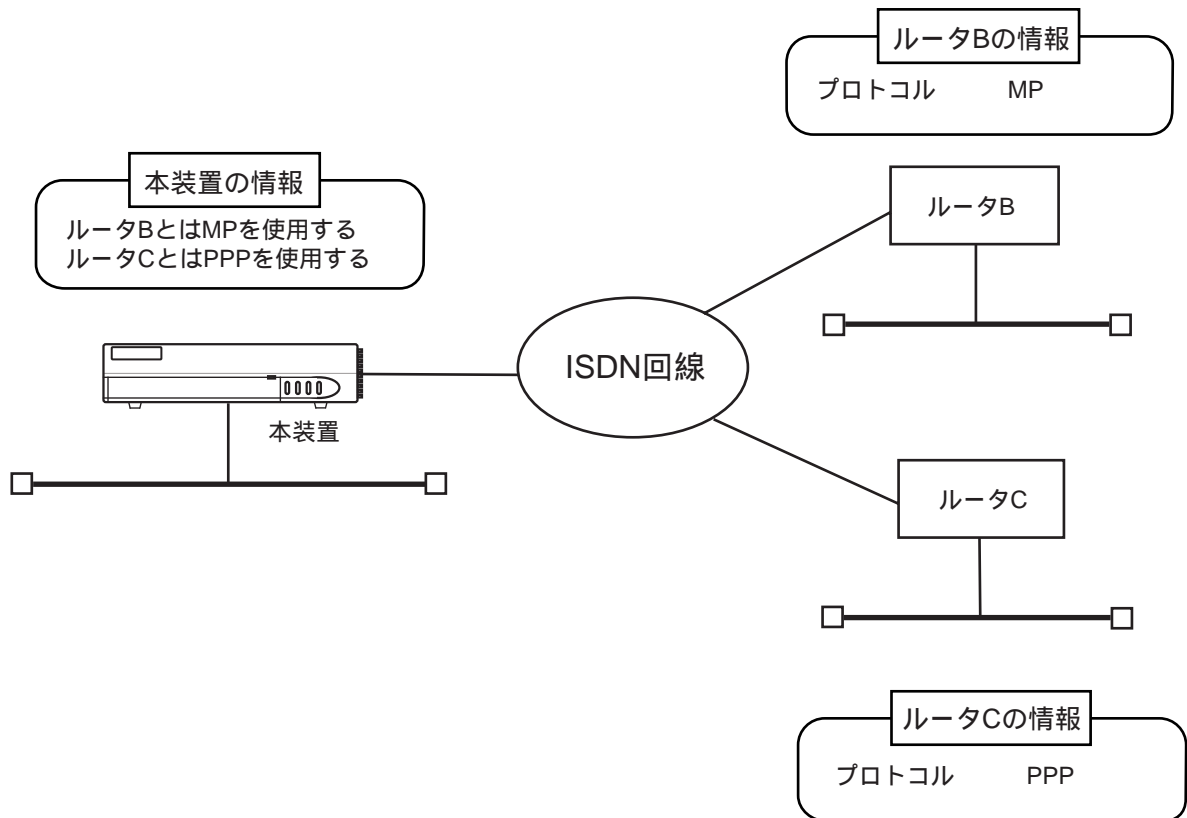 ルータBの情報
プロトコル MP
本装置の情報
ルータBとはMPを使用する
ルータCとはPPPを使用する
ルータB
ISDN回線
本装置
ルータC
ルータCの情報
プロトコル PPP